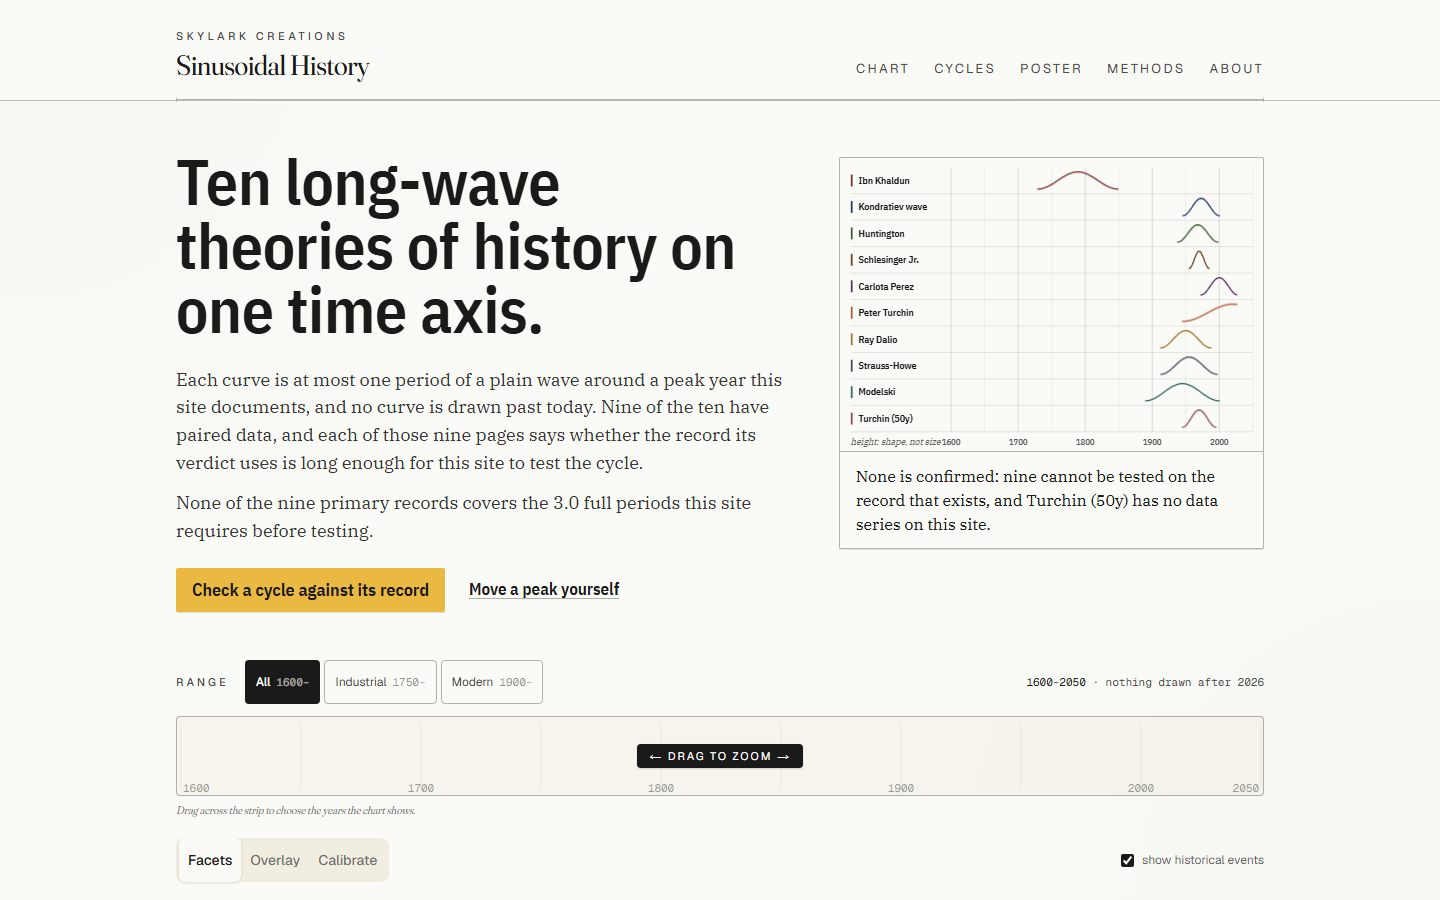 SKYLARK CREATIONS
Sinusoidal History
CHART CYCLES POSTER METHODS ABOUT
Ten long-wave
theories of history on
one time axis.
Each curve is at most one period of a plain wave around a peak year this
site documents, and no curve is drawn past today. Nine of the ten have
paired data, and each of those nine pages says whether the record its
verdict uses is long enough for this site to test the cycle.
None of the nine primary records covers the 3.0 full periods this site
requires before testing.
Check a cycle against its record
Move a peak yourself
Ibn Khaldun
Kondratiev wave
Huntington
Schlesinger Jr.
Carlota Perez
Peter Turchin
Ray Dalio
Strauss-Howe
Modelski
Turchin (50y)
height: shape, not size 1600 1700 1800 1900 2000
None is confirmed: nine cannot be tested on the
record that exists, and Turchin (50y) has no data
series on this site.
RANGE All 1600– Industrial 1750– Modern 1900– 1600–2050 · nothing drawn after 2026
← DRAG TO ZOOM →
1600 1700 1800 1900 2000 2050
Drag across the strip to choose the years the chart shows.
Facets Overlay Calibrate show historical events